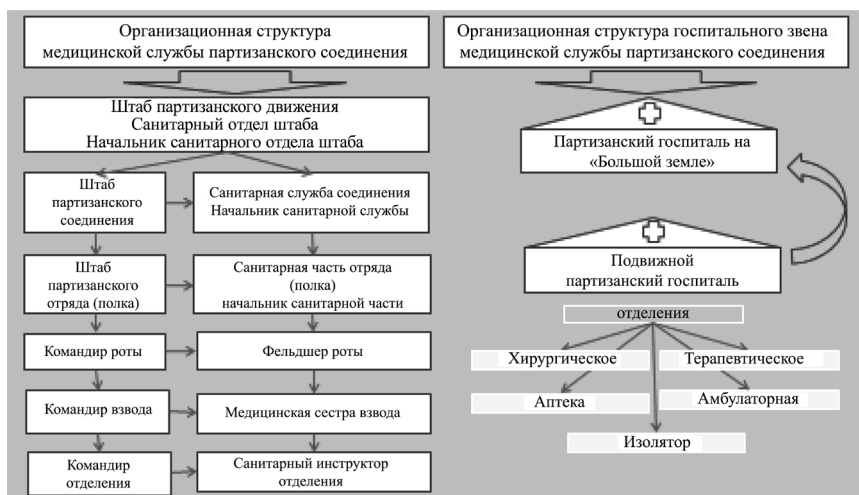 Организационная структура
медицинской службы партизанского соединения
Штаб партизанского движения
Санитарный отдел штаба
Начальник санитарного отдела штаба
Штаб
партизанского
соединения
Санитарная служба соединения
Начальник санитарной службы
Штаб
партизанского
отряда (полка)
Санитарная часть отряда
(полка)
начальник санитарной части
Командир роты
Фельдшер роты
Командир взвода
Медицинская сестра взвода
Командир
отделения
Санитарный инструктор
отделения
Организационная структура госпитального звена
медицинской службы партизанского соединения
Партизанский госпиталь на
«Большой земле»
Подвижной
партизанский госпиталь
отделения
Хирургическое
Терапевтическое
Аптека
Амбулаторная
Изолятор